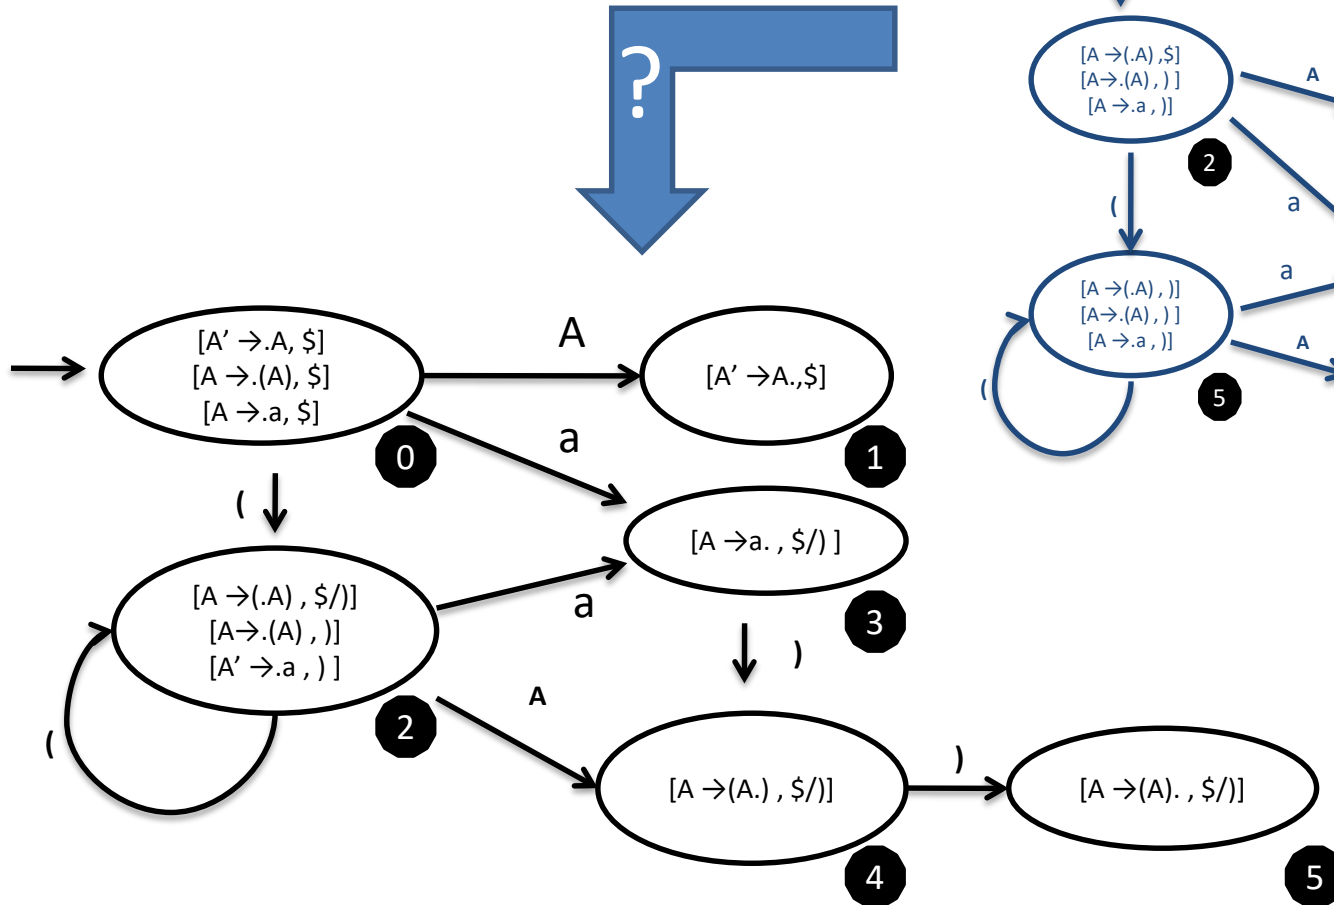 ?
[A →(.A) ,$]
[A→.(A) , ) ]
[A →.a , )]
2
A
a
(
[A →(.A) , )]
[A →.(A) , ) ]
[A →.a , )]
5
a
A
(
[A’ →.A, $]
[A →.(A), $]
[A →.a, $]
0
A
[A’ →A.,$]
1
a
(
[A →a. , $/) ]
3
[A →(.A) , $/)]
[A→.(A) , )]
[A’ →.a , ) ]
2
a
)
A
(
[A →(A.) , $/)]
4
)
[A →(A). , $/)]
5